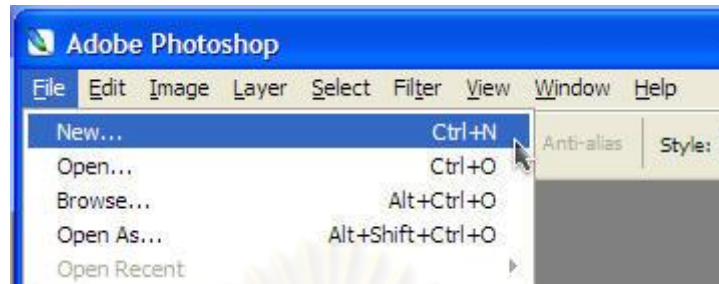 Adobe Photoshop
File Edit Image Layer Select Filter View Window Help
New... Ctrl+N
Anti-alias Style:
Open... Ctrl+O
Browse... Alt+Ctrl+O
Open As... Alt+Shift+Ctrl+O
Open Recent